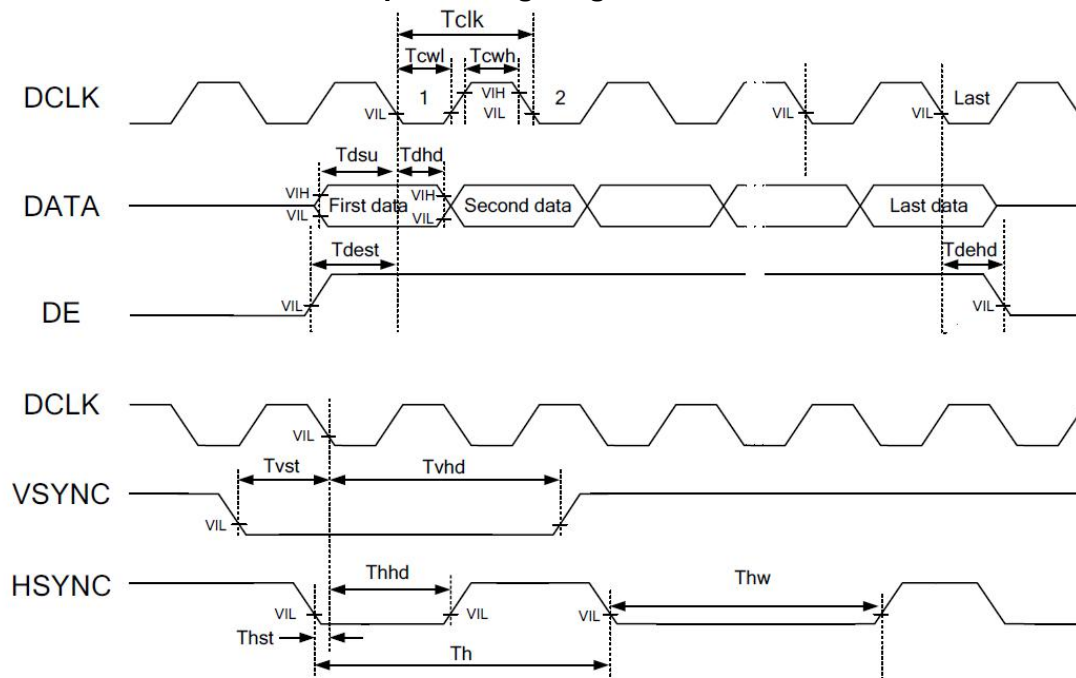 Tclk
Tcwl Tcwh
DCLK VIL 1 VIH VIL 2 VIL VIL Last
Tdsu Tdhd
DATA VIH VIL First data VIH VIL Second data Last data
Tdest Tdehd
DE VIL VIL
DCLK VIL
Tvst Tvhd
VSYNC VIL
HSYNC Thhd Thw
VIL VIL VIL
Thst
Th